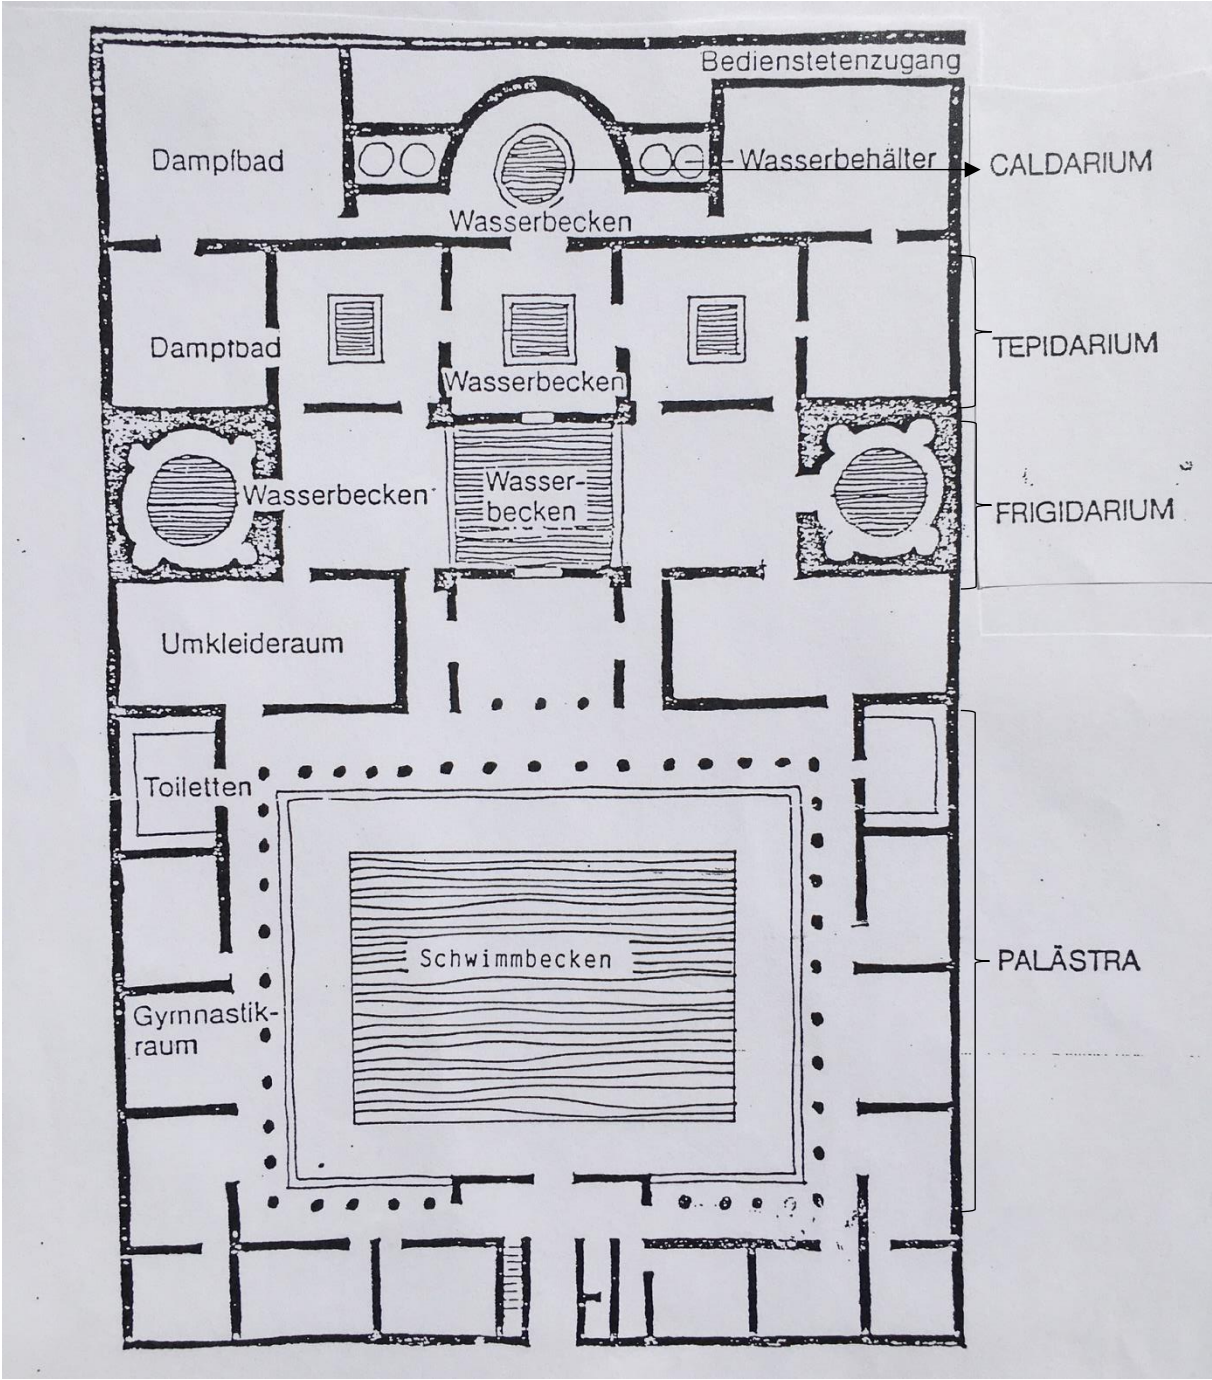 Bedienstetenzugang
Dampfbad
Wasserbehälter
CALDARIUM
Wasserbecken
Dampfbad
TEPIDARIUM
Wasserbecken
Wasserbecken
Wasser-
becken
FRIGIDARIUM
Umkleideraum
Toiletten
Schwimmbecken
PALÄSTRA
Gymnastik-
raum